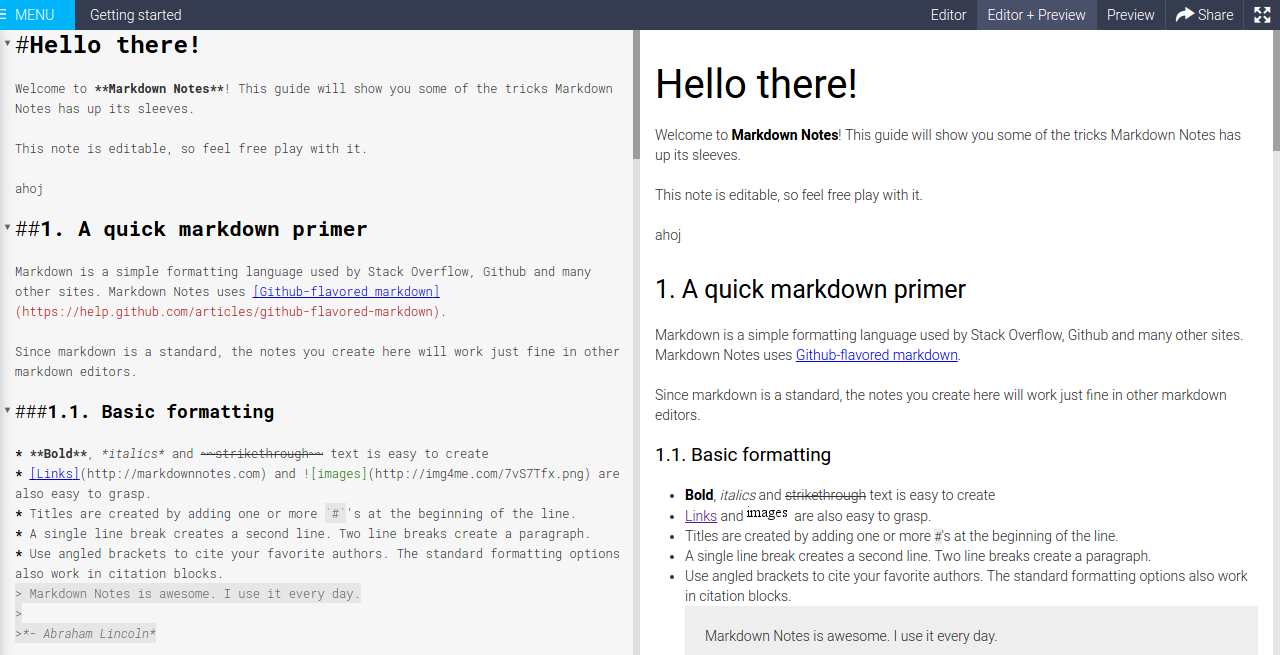 MENU
Getting started
Editor
Editor + Preview
Preview
Share
#Hello there!
Welcome to **Markdown Notes**! This guide will show you some of the tricks Markdown
Notes has up its sleeves.
This note is editable, so feel free play with it.
ahoj
##1. A quick markdown primer
Markdown is a simple formatting language used by Stack Overflow, Github and many
other sites. Markdown Notes uses [Github-flavored markdown]
(https://help.github.com/articles/github-flavored-markdown).
Since markdown is a standard, the notes you create here will work just fine in other
markdown editors.
###1.1. Basic formatting
* **Bold**, *italics* and ~~strikethrough~~ text is easy to create
* [Links](http://markdownnotes.com) and ![images](http://img4me.com/7vS7Tfx.png) are
also easy to grasp.
* Titles are created by adding one or more `#`'s at the beginning of the line.
* A single line break creates a second line. Two line breaks create a paragraph.
* Use angled brackets to cite your favorite authors. The standard formatting options
also work in citation blocks.
> Markdown Notes is awesome. I use it every day.
>
>*- Abraham Lincoln*
Hello there!
Welcome to Markdown Notes! This guide will show you some of the tricks Markdown Notes has
up its sleeves.
This note is editable, so feel free play with it.
ahoj
1. A quick markdown primer
Markdown is a simple formatting language used by Stack Overflow, Github and many other sites.
Markdown Notes uses Github-flavored markdown.
Since markdown is a standard, the notes you create here will work just fine in other markdown
editors.
1.1. Basic formatting
• Bold, italics and strikethrough text is easy to create
• Links and images are also easy to grasp.
• Titles are created by adding one or more #'s at the beginning of the line.
• A single line break creates a second line. Two line breaks create a paragraph.
• Use angled brackets to cite your favorite authors. The standard formatting options also work
in citation blocks.
Markdown Notes is awesome. I use it every day.